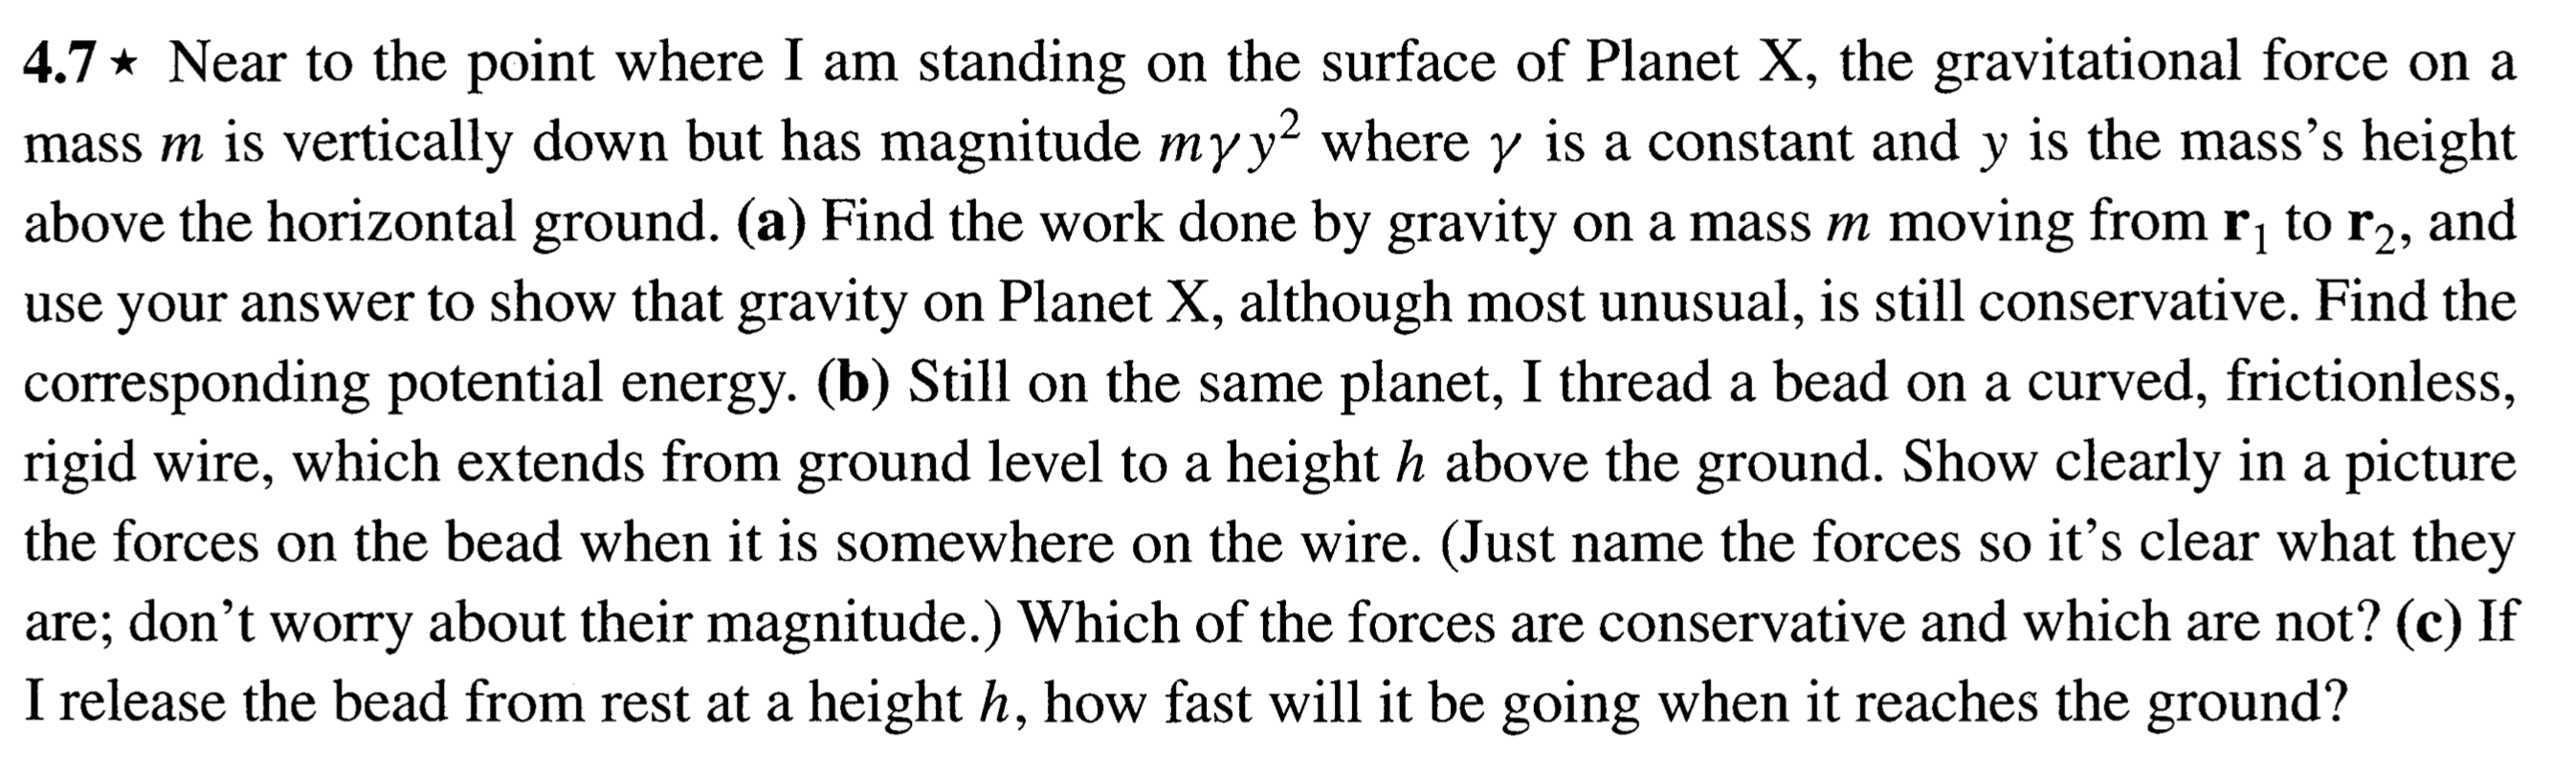 4.7 ⋆ Near to the point where I am standing on the surface of Planet X, the gravitational force on a
mass m is vertically down but has magnitude mγy² where γ is a constant and y is the mass's height
above the horizontal ground. (a) Find the work done by gravity on a mass m moving from r₁ to r₂, and
use your answer to show that gravity on Planet X, although most unusual, is still conservative. Find the
corresponding potential energy. (b) Still on the same planet, I thread a bead on a curved, frictionless,
rigid wire, which extends from ground level to a height h above the ground. Show clearly in a picture
the forces on the bead when it is somewhere on the wire. (Just name the forces so it's clear what they
are; don't worry about their magnitude.) Which of the forces are conservative and which are not? (c) If
I release the bead from rest at a height h, how fast will it be going when it reaches the ground?